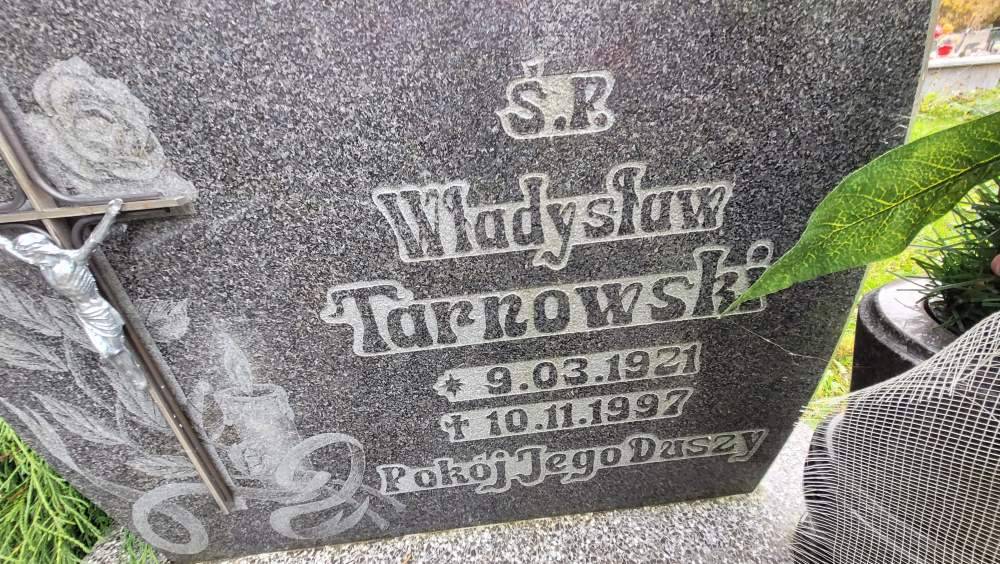 Ś.P.
Władysław
Tarnowski
* 9.03.1921
✝ 10.11.1997
Pokój Jego Duszy